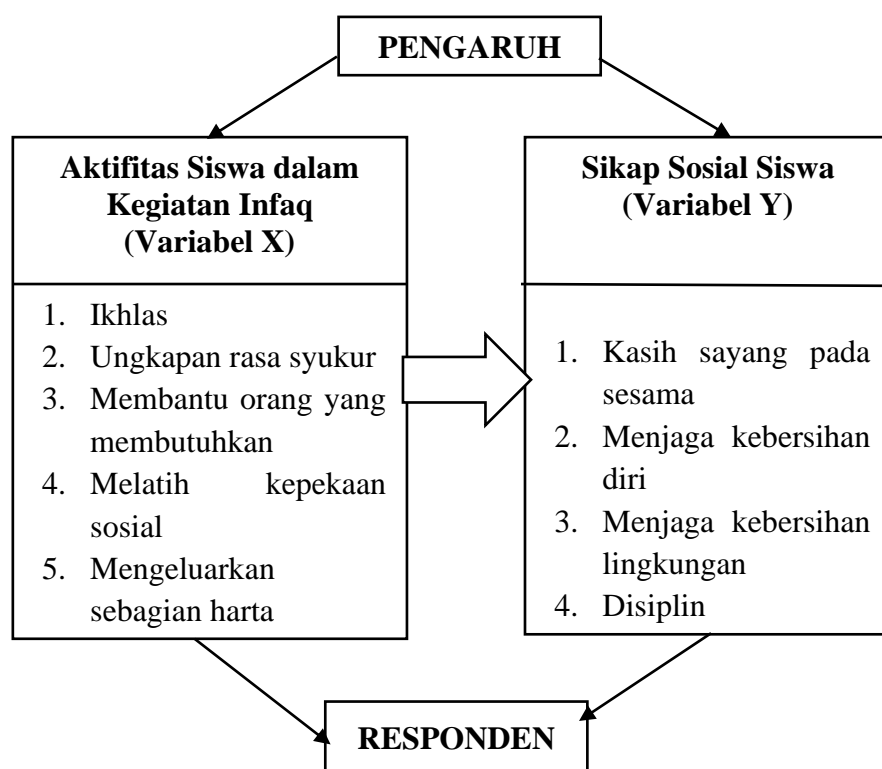 PENGARUH
Aktifitas Siswa dalam
Kegiatan Infaq
(Variabel X)
1. Ikhlas
2. Ungkapan rasa syukur
3. Membantu orang yang
membutuhkan
4. Melatih kepekaan
sosial
5. Mengeluarkan
sebagian harta
Sikap Sosial Siswa
(Variabel Y)
1. Kasih sayang pada
sesama
2. Menjaga kebersihan
diri
3. Menjaga kebersihan
lingkungan
4. Disiplin
RESPONDEN